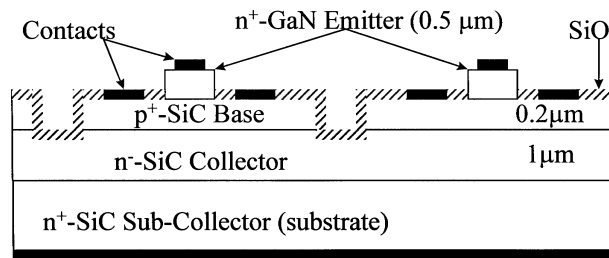 Contacts
n⁺-GaN Emitter (0.5 μm)
SiO
p⁺-SiC Base
0.2μm
n⁻-SiC Collector
1μm
n⁺-SiC Sub-Collector (substrate)